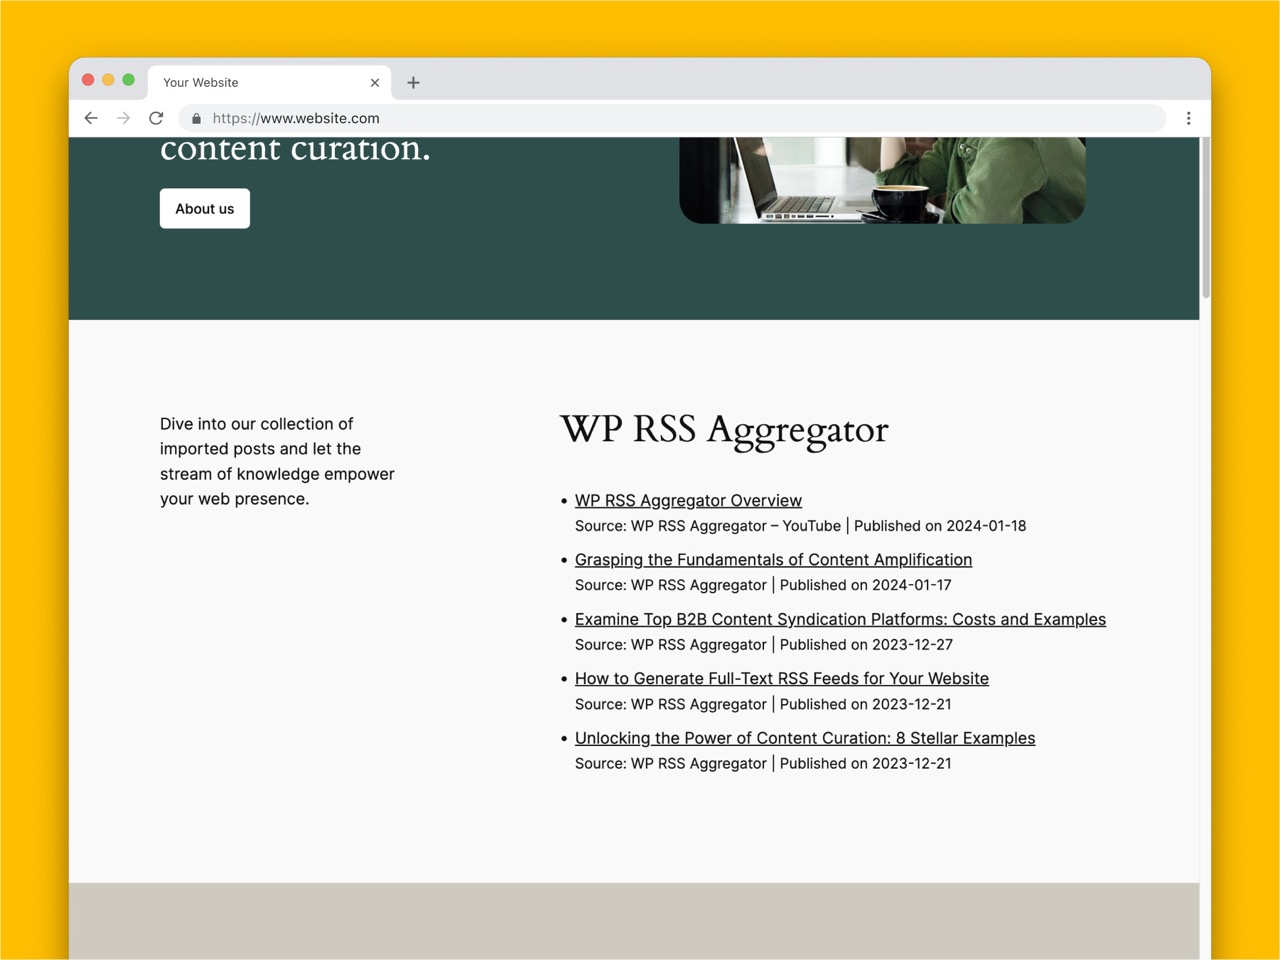 Your Website
https://www.website.com
content curation.
About us
Dive into our collection of
imported posts and let the
stream of knowledge empower
your web presence.
WP RSS Aggregator
• WP RSS Aggregator Overview
Source: WP RSS Aggregator – YouTube | Published on 2024-01-18
• Grasping the Fundamentals of Content Amplification
Source: WP RSS Aggregator | Published on 2024-01-17
• Examine Top B2B Content Syndication Platforms: Costs and Examples
Source: WP RSS Aggregator | Published on 2023-12-27
• How to Generate Full-Text RSS Feeds for Your Website
Source: WP RSS Aggregator | Published on 2023-12-21
• Unlocking the Power of Content Curation: 8 Stellar Examples
Source: WP RSS Aggregator | Published on 2023-12-21